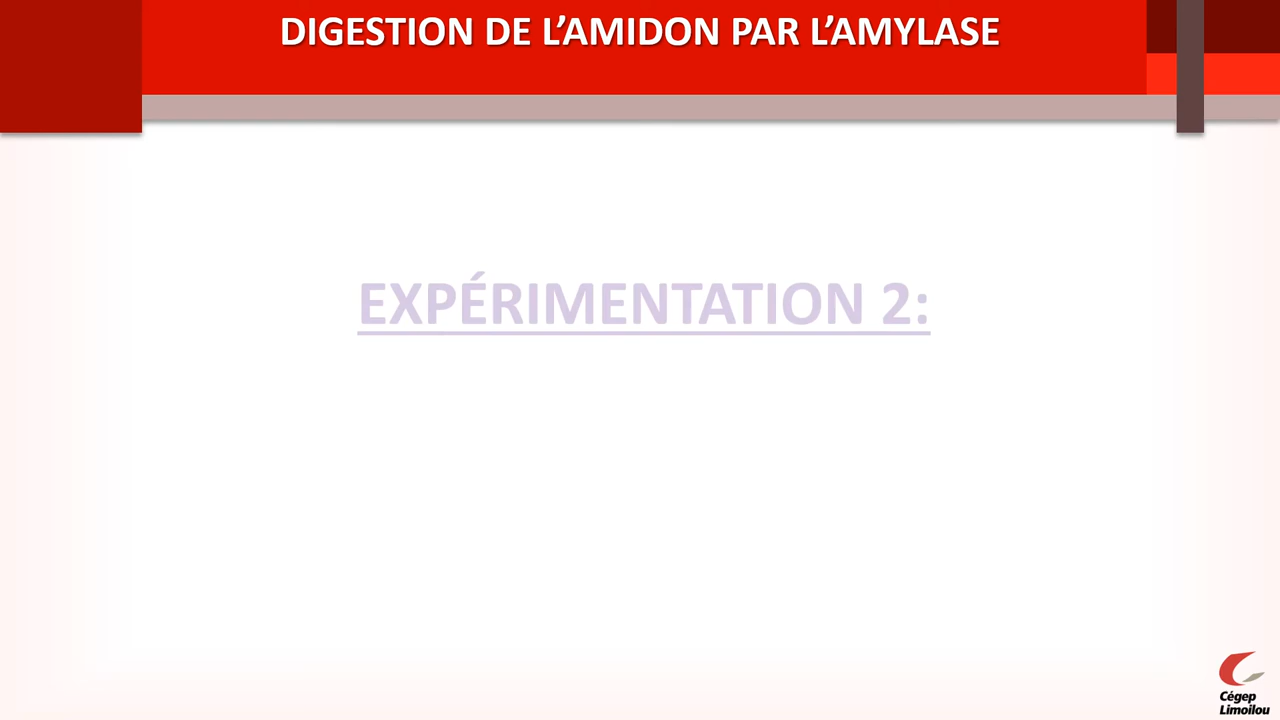 DIGESTION DE L’AMIDON PAR L’AMYLASE
EXPÉRIMENTATION 2:
Cégep
Limoilou